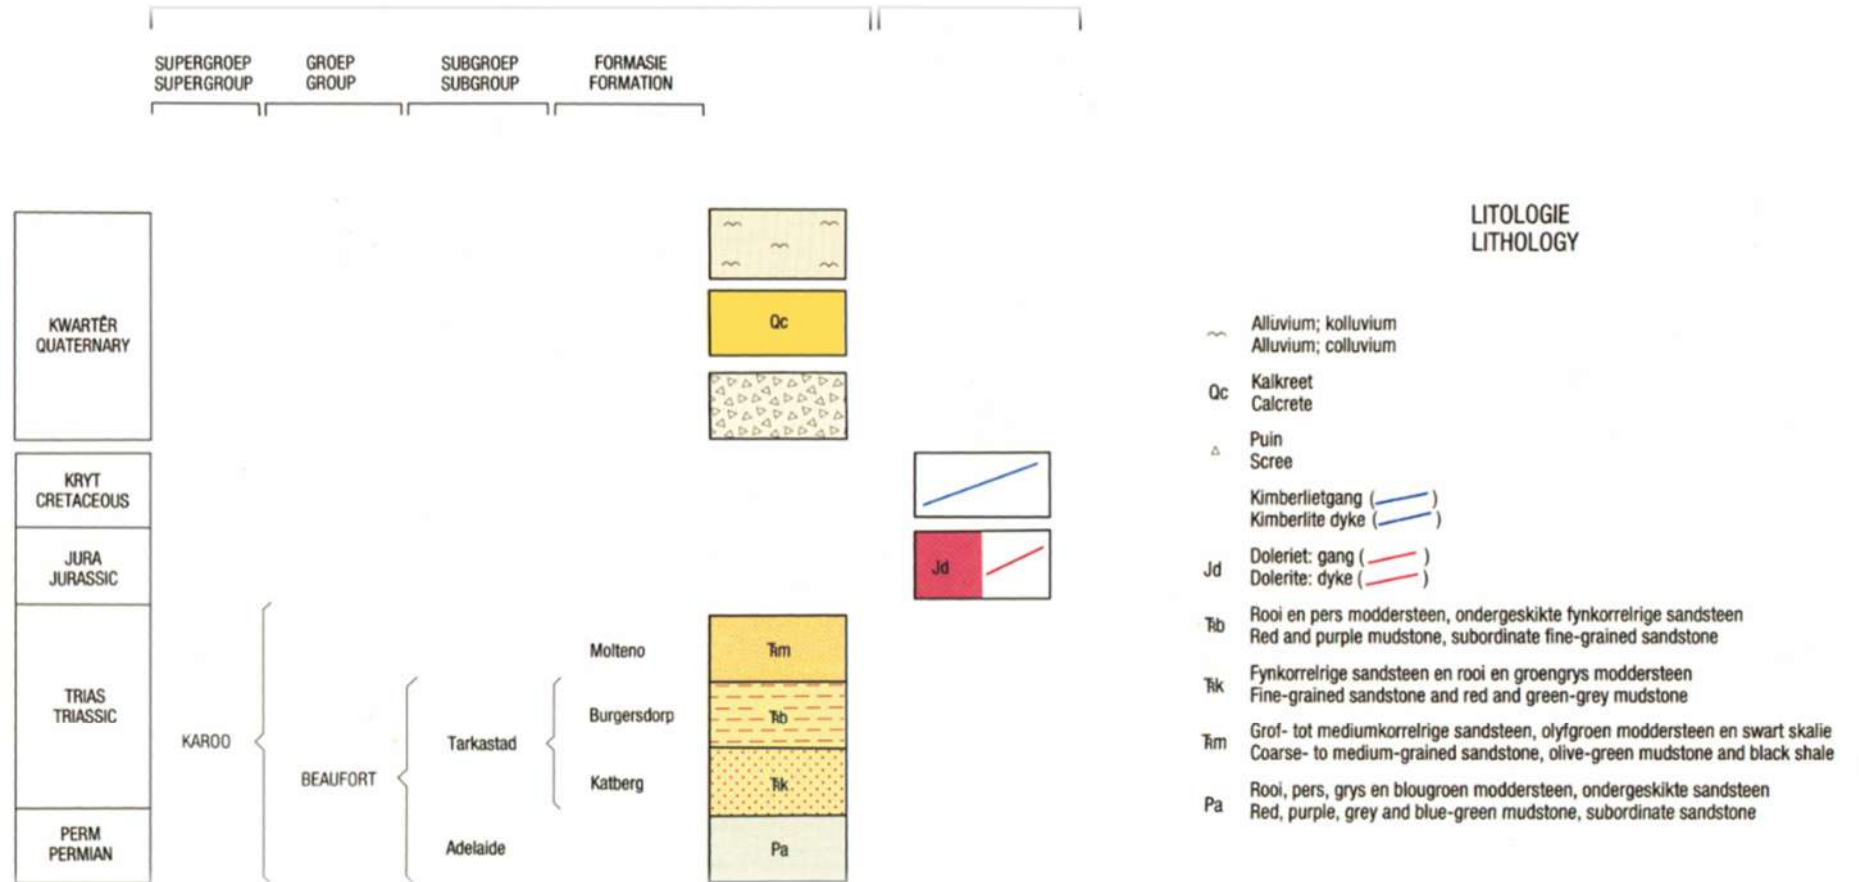 SUPERGROEP
SUPERGROUP
GROEP
GROUP
SUBGROEP
SUBGROUP
FORMASIE
FORMATION
KWARTÊR
QUATERNARY
Qc
KRYT
CRETACEOUS
JURA
JURASSIC
Jd
TRIAS
TRIASSIC
PERM
PERMIAN
KAROO
BEAUFORT
Tarkastad
Adelaide
Molteno
Burgersdorp
Katberg
Ꞧm
Ꞧb
Ꞧk
Pa
LITOLOGIE
LITHOLOGY
Alluvium; kolluvium
Alluvium; colluvium
Qc
Kalkreet
Calcrete
Puin
Scree
Kimberlietgang ( )
Kimberlite dyke ( )
Jd
Doleriet: gang ( )
Dolerite: dyke ( )
Ꞧb
Rooi en pers moddersteen, ondergeskikte fynkorrelrige sandsteen
Red and purple mudstone, subordinate fine-grained sandstone
Ꞧk
Fynkorrelrige sandsteen en rooi en groengrys moddersteen
Fine-grained sandstone and red and green-grey mudstone
Ꞧm
Grof- tot mediumkorrelrige sandsteen, olyfgroen moddersteen en swart skalie
Coarse- to medium-grained sandstone, olive-green mudstone and black shale
Pa
Rooi, pers, grys en blougroen moddersteen, ondergeskikte sandsteen
Red, purple, grey and blue-green mudstone, subordinate sandstone